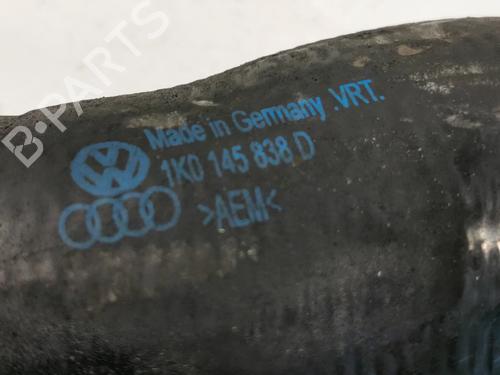 B-PARTS
Made in Germany .VRT.
1K0 145 838 D
>AEM<